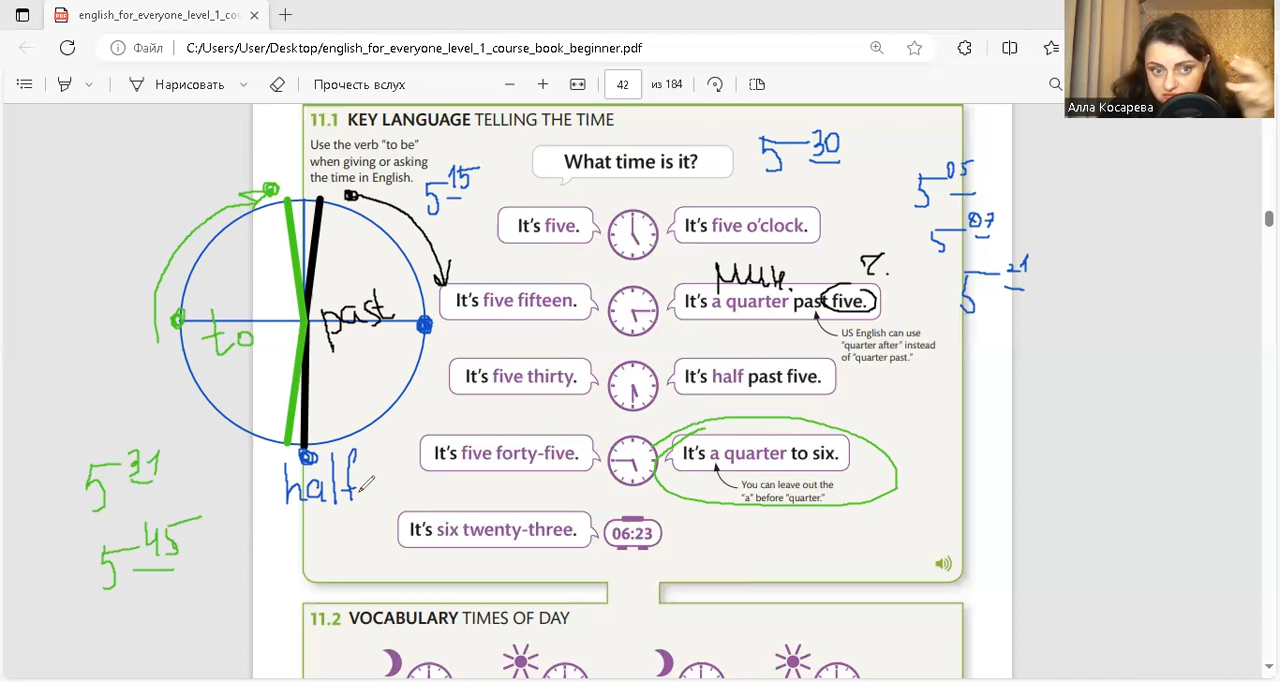 english_for_everyone_level_1_cou
Файл
C:/Users/User/Desktop/english_for_everyone_level_1_course_book_beginner.pdf
Нарисовать
Прочесть вслух
42
из 184
Алла Косарева
11.1 KEY LANGUAGE TELLING THE TIME
Use the verb "to be"
when giving or asking
the time in English.
What time is it?
5 15
5 30
5 05
5 07
5 21
It's five.
It's five o'clock.
мин.
ч.
It's five fifteen.
It's a quarter past five.
US English can use
"quarter after" instead
of "quarter past."
to
past
It's five thirty.
It's half past five.
It's five forty-five.
It's a quarter to six.
You can leave out the
"a" before "quarter."
half
5 31
5 45
It's six twenty-three.
06:23
11.2 VOCABULARY TIMES OF DAY